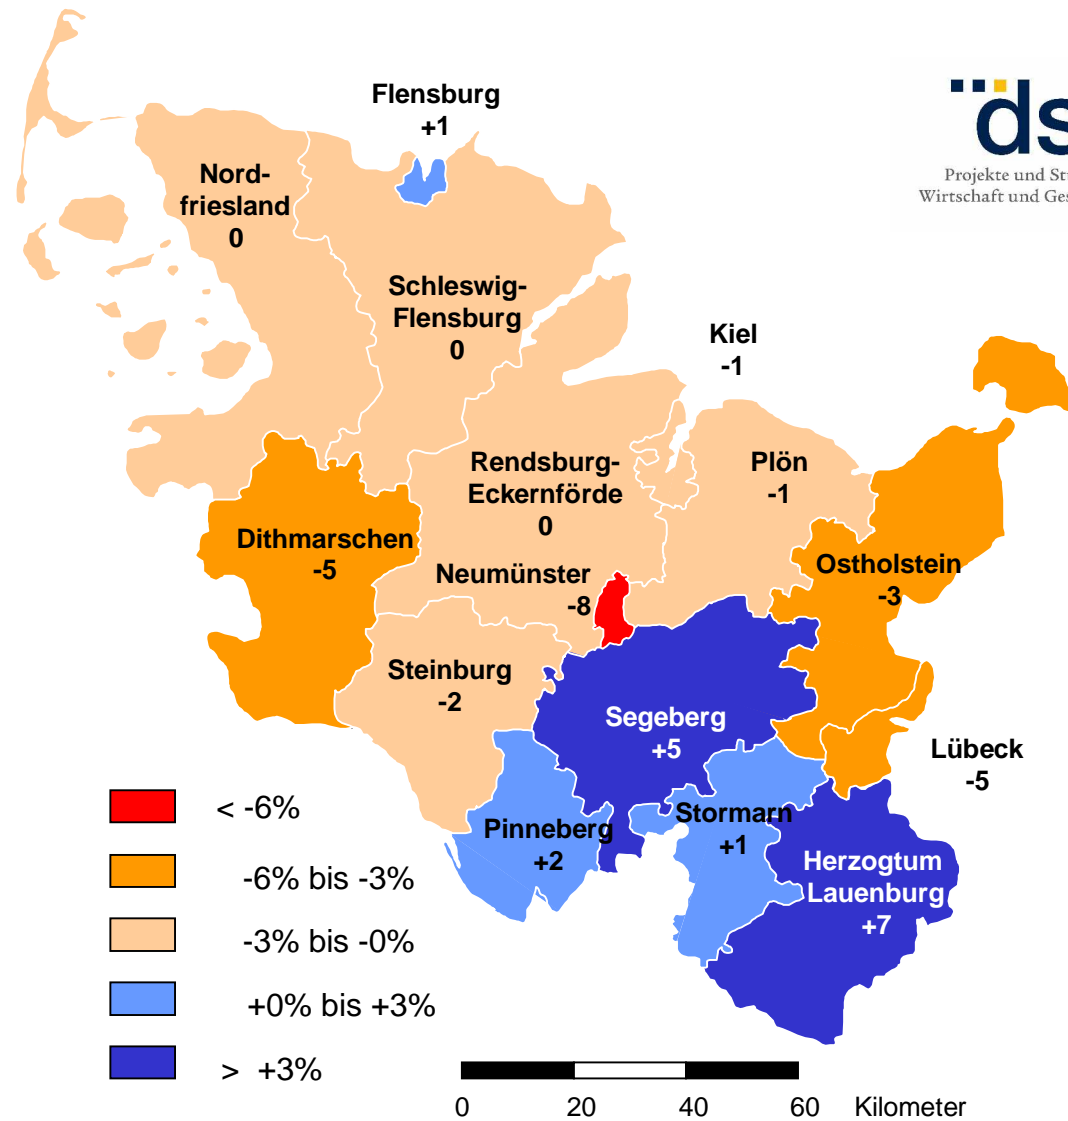 Flensburg
+1
Nord-
friesland
0
Schleswig-
Flensburg
0
Kiel
-1
Rendsburg-
Eckernförde
0
Plön
-1
Dithmarschen
-5
Neumünster
-8
Ostholstein
-3
Steinburg
-2
Segeberg
+5
Lübeck
-5
Pinneberg
+2
Stormarn
+1
Herzogtum
Lauenburg
+7
< -6%
-6% bis -3%
-3% bis -0%
+0% bis +3%
> +3%
0 20 40 60 Kilometer
ds
Projekte und St
Wirtschaft und Ges